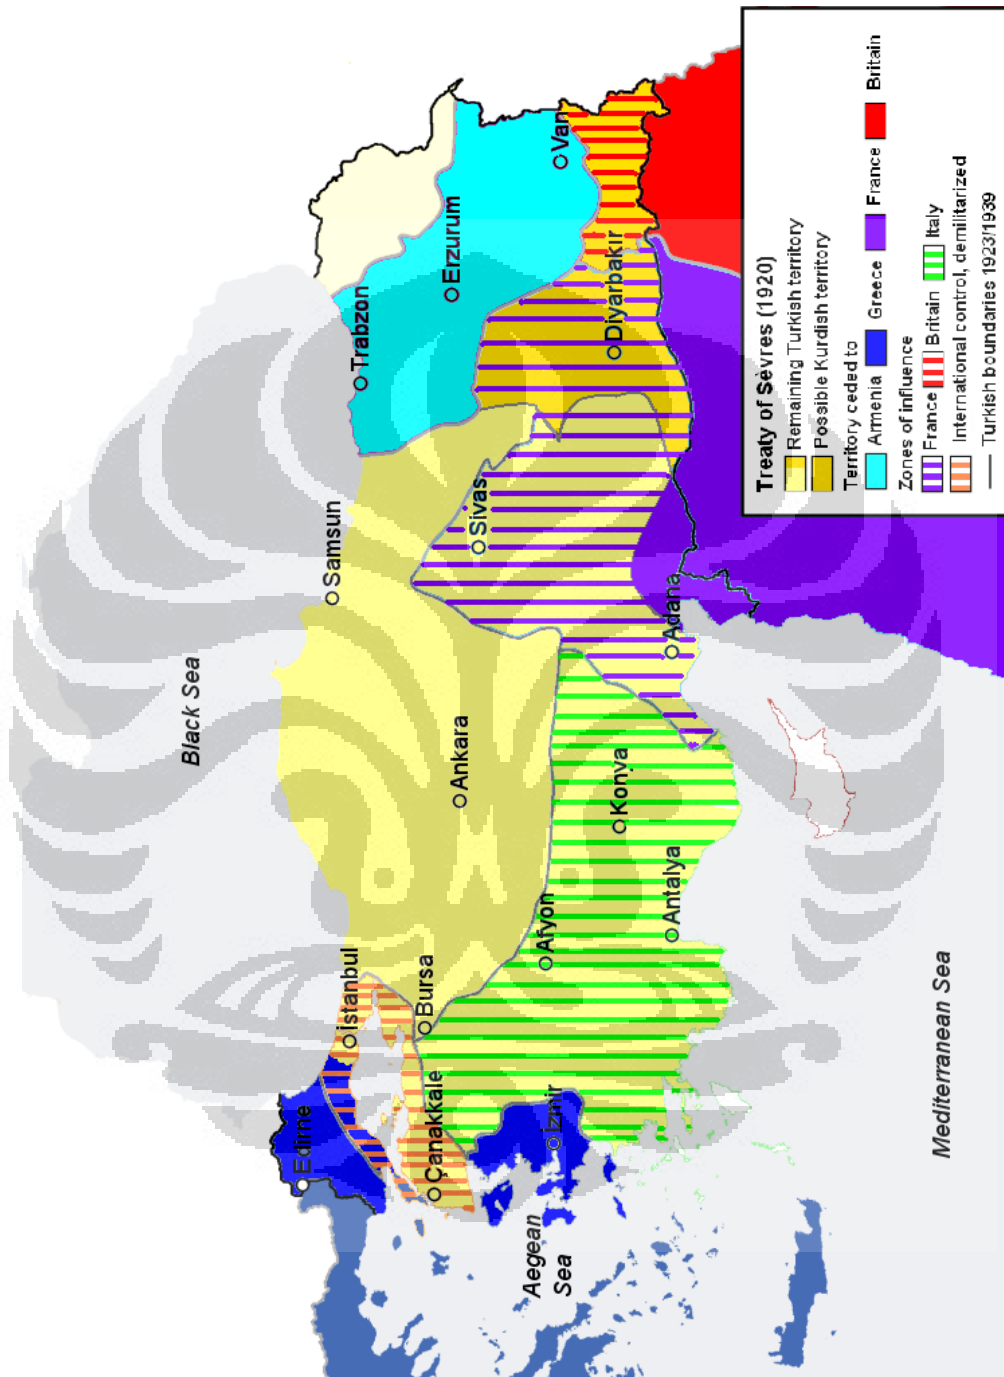 Black Sea
Edirne
İstanbul
Çanakkale
Bursa
Samsun
Trabzon
Erzurum
Ankara
Sivas
Van
İzmir
Afyon
Konya
Diyarbakır
Antalya
Adana
Aegean
Sea
Mediterranean Sea
Treaty of Sèvres (1920)
Remaining Turkish territory
Possible Kurdish territory
Territory ceded to
Armenia Greece France Britain
Zones of influence
France Britain Italy
International control, demilitarized
Turkish boundaries 1923/1939